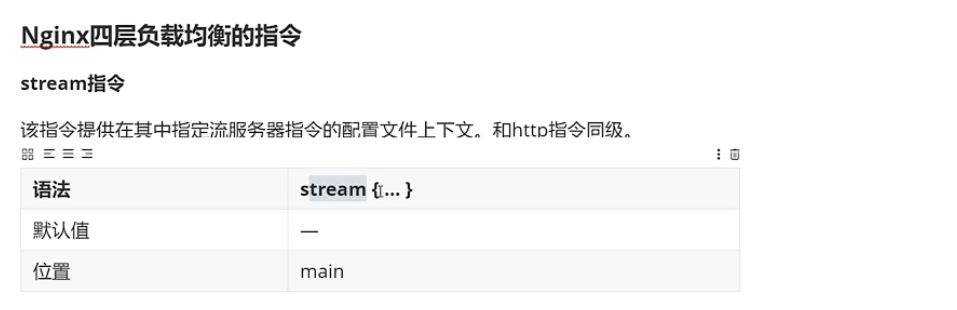 Nginx四层负载均衡的指令
stream指令
该指令提供在其中指定流服务器指令的配置文件上下文。和http指令同级。
语法 stream { ... }
默认值 —
位置 main